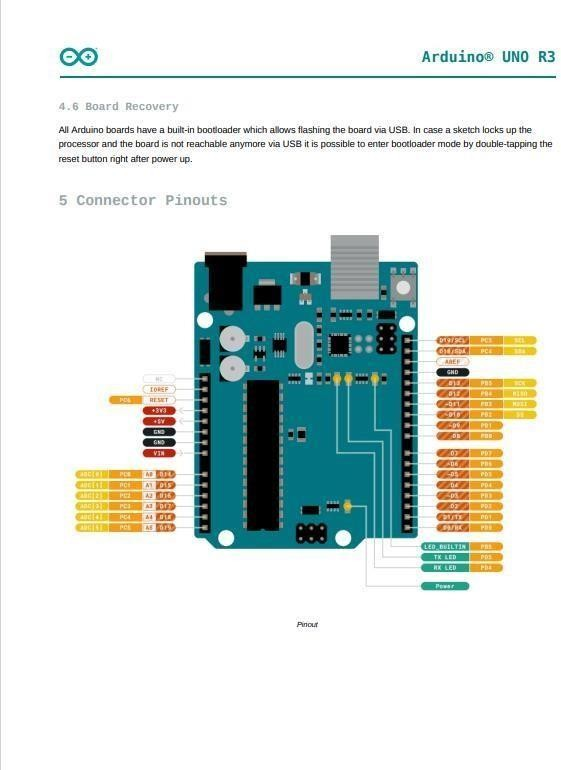 Arduino® UNO R3
4.6 Board Recovery
All Arduino boards have a built-in bootloader which allows flashing the board via USB. In case a sketch locks up the
processor and the board is not reachable anymore via USB it is possible to enter bootloader mode by double-tapping the
reset button right after power up.
5 Connector Pinouts
D19/SCL PC5 SCL
D18/SDA PC4 SDA
AREF
GND
D13 PB5 SCK
D12 PB4 MISO
~D11 PB3 MOSI
~D10 PB2 SS
~D9 PB1
D8 PB0
D7 PD7
~D6 PD6
~D5 PD5
D4 PD4
~D3 PD3
D2 PD2
D1/TX PD1
D0/RX PD0
NC
IOREF
PC6 RESET
+3V3
+5V
GND
GND
VIN
ADC[0] PC0 A0 D14
ADC[1] PC1 A1 D15
ADC[2] PC2 A2 D16
ADC[3] PC3 A3 D17
ADC[4] PC4 A4 D18
ADC[5] PC5 A5 D19
LED_BUILTIN PB5
TX LED PD5
RX LED PD4
Power
Pinout